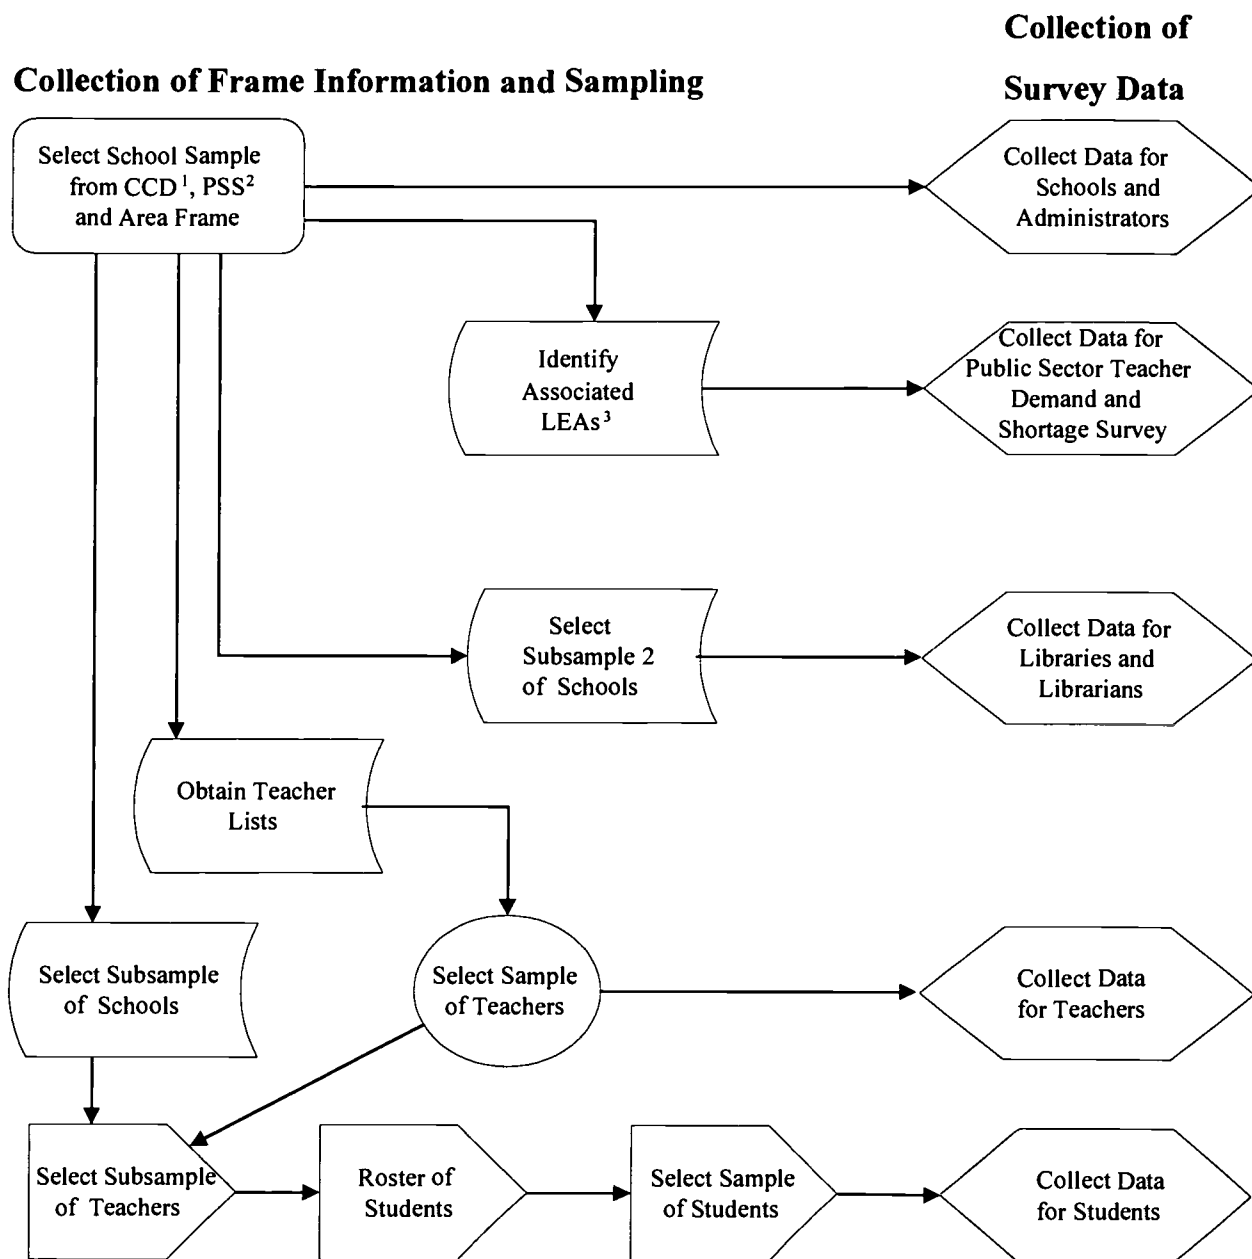 Collection of
Survey Data
Collection of Frame Information and Sampling
Select School Sample
from CCD¹, PSS²
and Area Frame
Collect Data for
Schools and
Administrators
Identify
Associated
LEAs³
Collect Data for
Public Sector Teacher
Demand and
Shortage Survey
Select
Subsample 2
of Schools
Collect Data for
Libraries and
Librarians
Obtain Teacher
Lists
Select Subsample
of Schools
Select Sample
of Teachers
Collect Data
for Teachers
Select Subsample
of Teachers
Roster of
Students
Select Sample
of Students
Collect Data
for Students